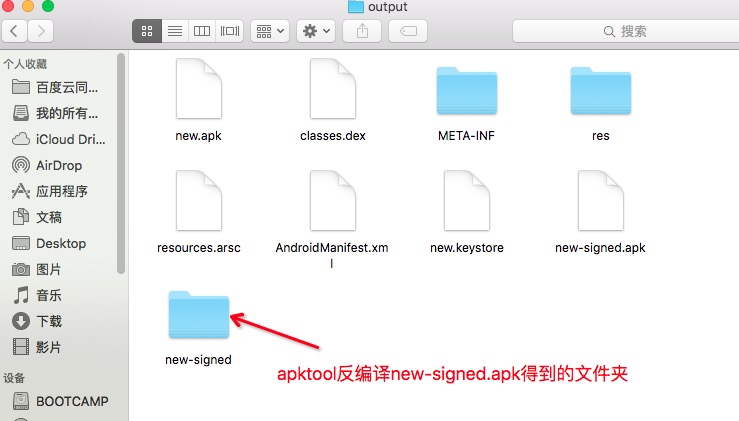 output
搜索
个人收藏
百度云同...
我的所有...
iCloud Dri...
AirDrop
应用程序
文稿
Desktop
图片
音乐
下载
影片
设备
BOOTCAMP
new.apk
classes.dex
META-INF
res
resources.arsc
AndroidManifest.xm
l
new.keystore
new-signed.apk
new-signed
apktool反编译new-signed.apk得到的文件夹